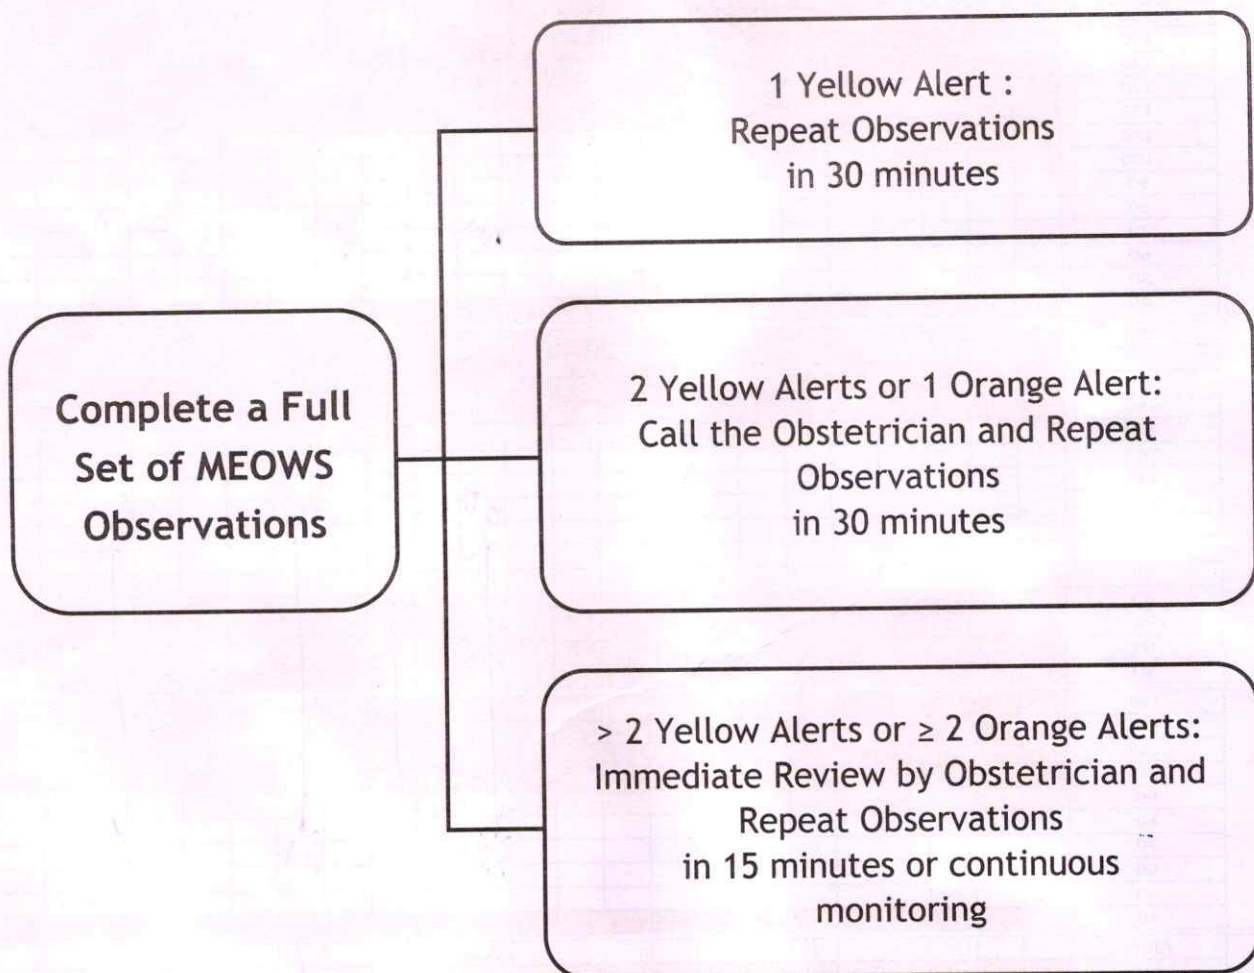 1 Yellow Alert :
Repeat Observations
in 30 minutes
Complete a Full
Set of MEOWS
Observations
2 Yellow Alerts or 1 Orange Alert:
Call the Obstetrician and Repeat
Observations
in 30 minutes
> 2 Yellow Alerts or ≥ 2 Orange Alerts:
Immediate Review by Obstetrician and
Repeat Observations
in 15 minutes or continuous
monitoring